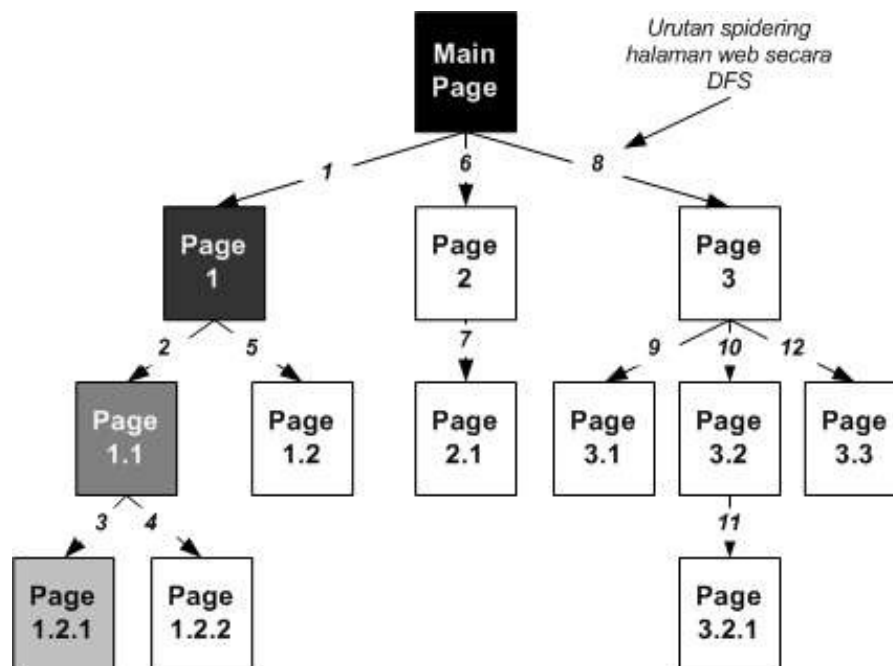 Main
Page
Urutan spidering
halaman web secara
DFS
1
6
8
Page
1
Page
2
Page
3
2
5
7
9
10
12
Page
1.1
Page
1.2
Page
2.1
Page
3.1
Page
3.2
Page
3.3
3
4
11
Page
1.2.1
Page
1.2.2
Page
3.2.1